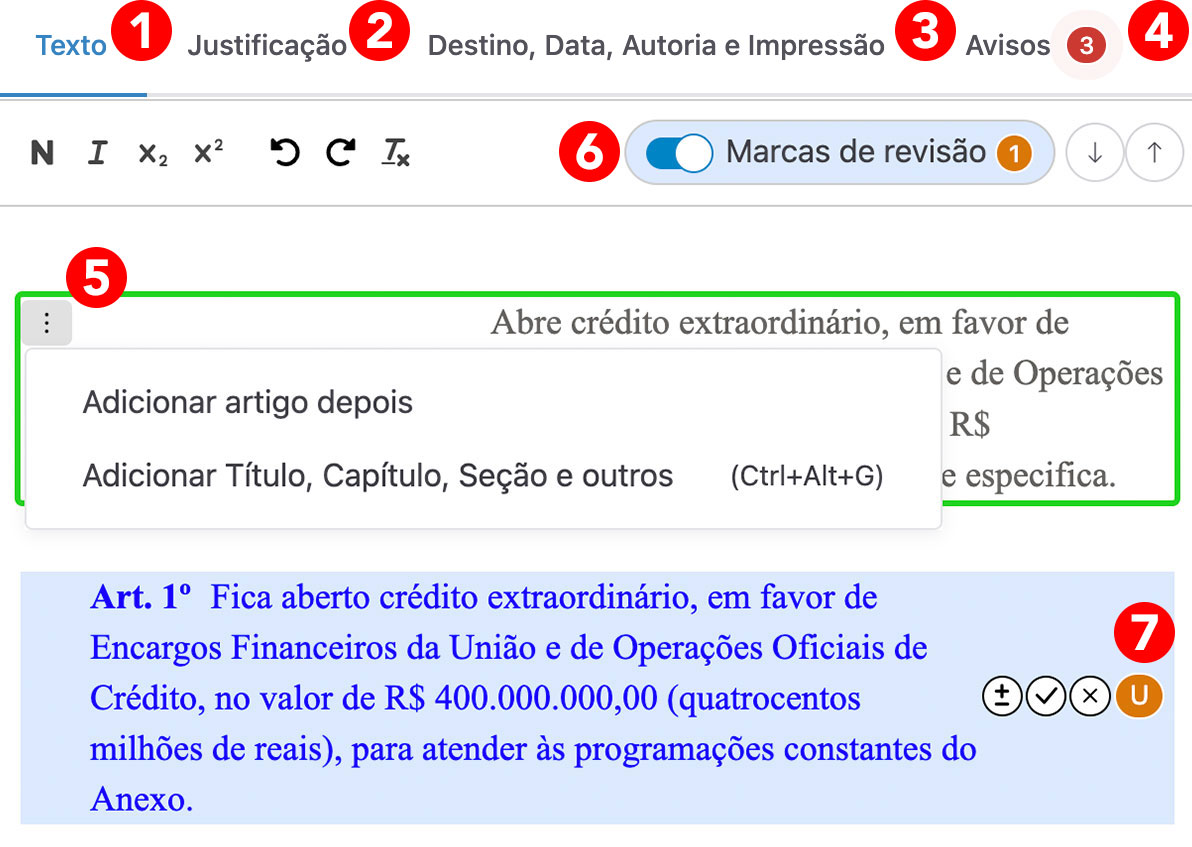 Texto 1 Justificação 2 Destino, Data, Autoria e Impressão 3 Avisos 3 4
N I x₂ x² Tx 6 Marcas de revisão 1 ↓ ↑
5
⋮ Abre crédito extraordinário, em favor de
e de Operações
Adicionar artigo depois
R$
Adicionar Título, Capítulo, Seção e outros (Ctrl+Alt+G) e especifica.
Art. 1º Fica aberto crédito extraordinário, em favor de
7
Encargos Financeiros da União e de Operações Oficiais de
Crédito, no valor de R$ 400.000.000,00 (quatrocentos
± ✓ × U
milhões de reais), para atender às programações constantes do
Anexo.